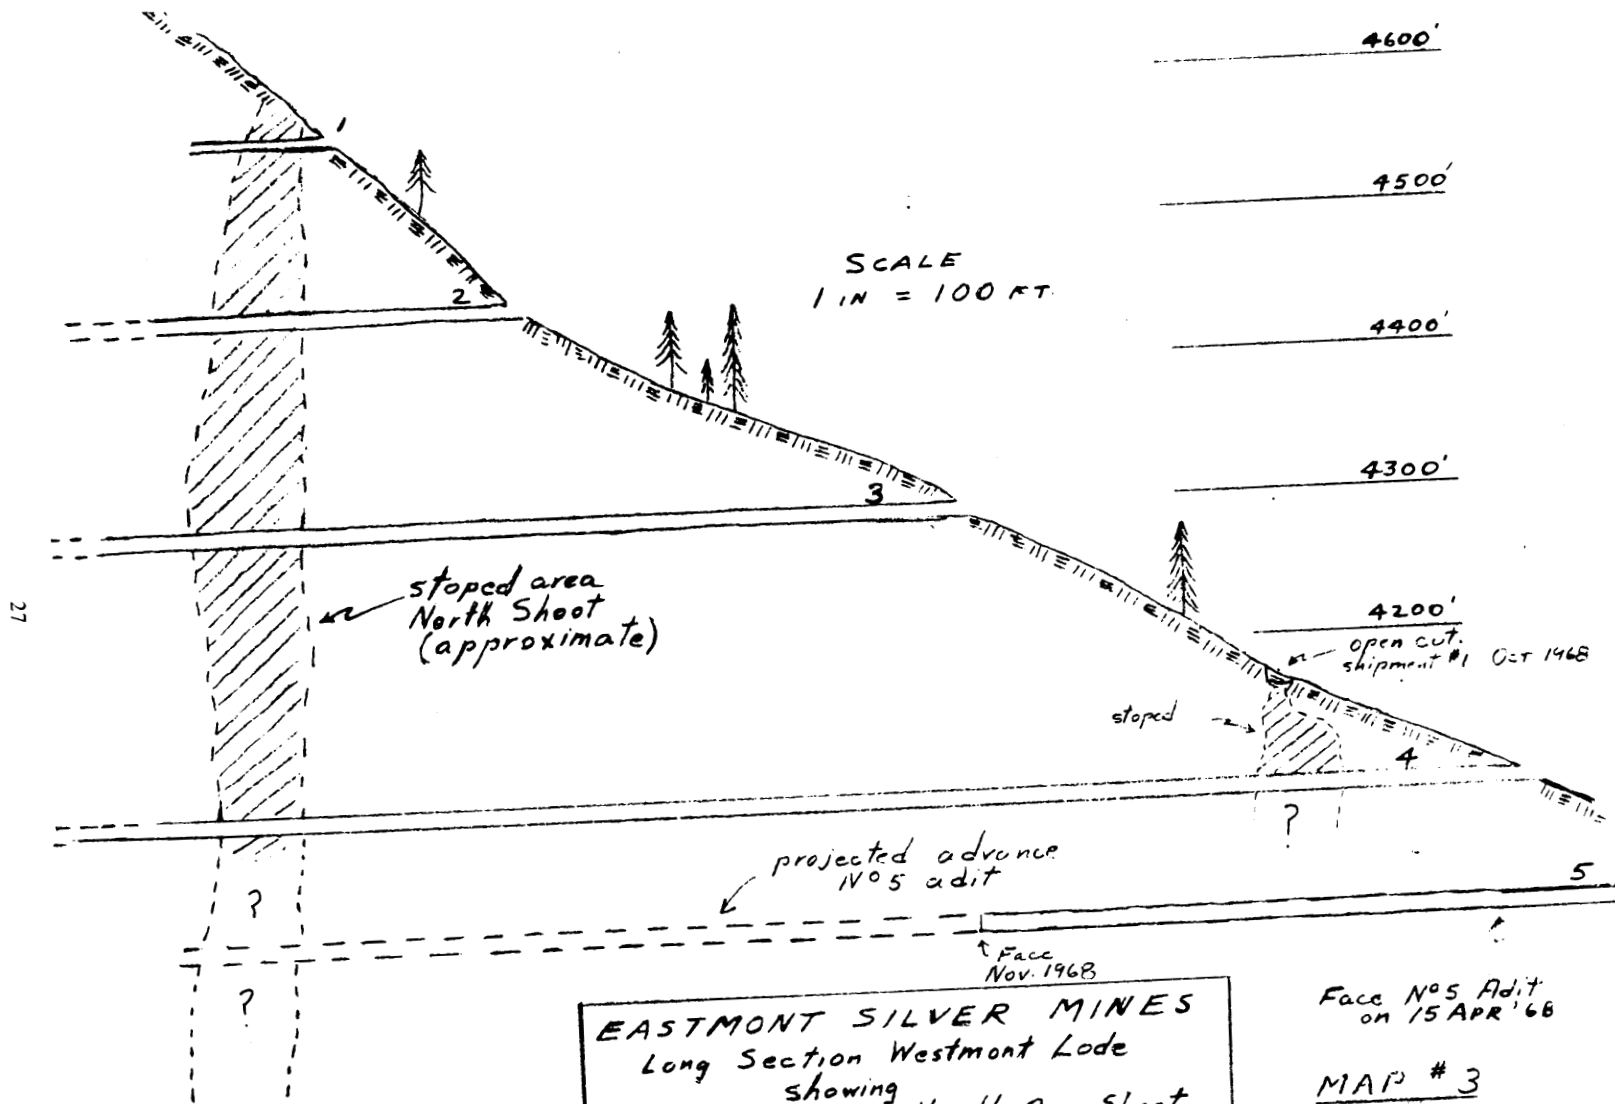 4600'
1
4500'
SCALE
1 IN = 100 FT.
2
4400'
4300'
3
stoped area
North Shoot
(approximate)
4200'
open cut.
shipment #1 Oct 1968
27
stoped
4
?
projected advance
Nº 5 adit
5
?
Face
Nov. 1968
?
EASTMONT SILVER MINES
Long Section Westmont Lode
showing
Face Nº 5 Adit
on 15 APR '68
MAP # 3